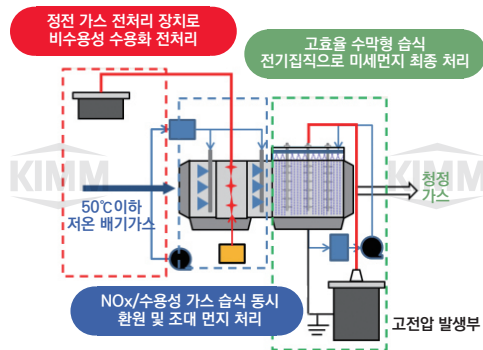 정전 가스 전처리 장치로
비수용성 수용화 전처리
고효율 수막형 습식
전기집직으로 미세먼지 최종 처리
KIMM
KIMM
50℃이하
저온 배기가스
청정
가스
NOx/수용성 가스 습식 동시
환원 및 조대 먼지 처리
고전압 발생부